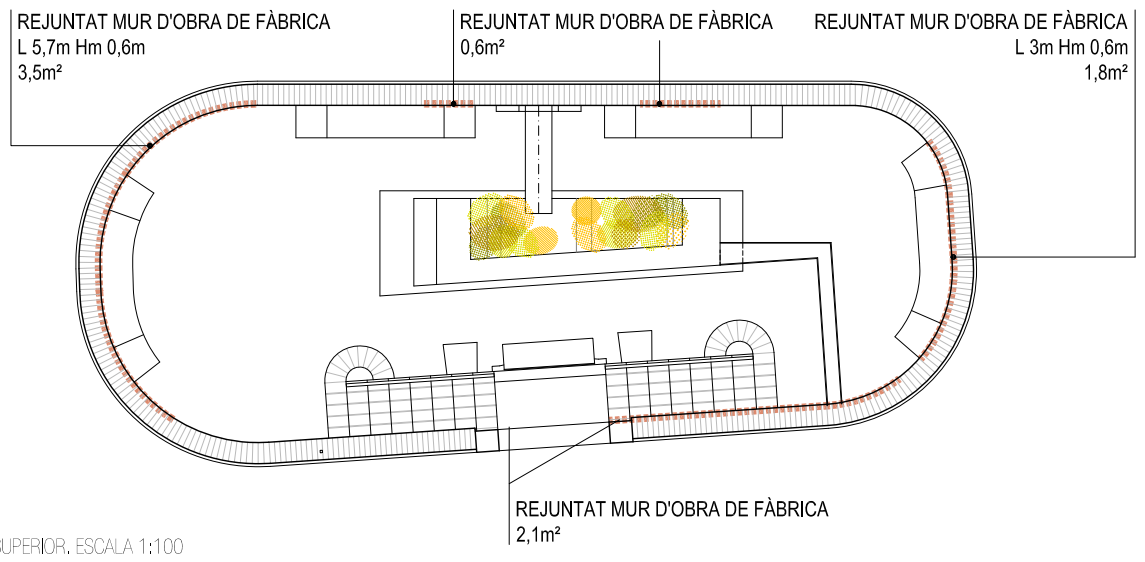 REJUNTAT MUR D'OBRA DE FÀBRICA
L 5,7m Hm 0,6m
3,5m²
REJUNTAT MUR D'OBRA DE FÀBRICA
0,6m²
REJUNTAT MUR D'OBRA DE FÀBRICA
L 3m Hm 0,6m
1,8m²
REJUNTAT MUR D'OBRA DE FÀBRICA
2,1m²
SUPERIOR. ESCALA 1:100